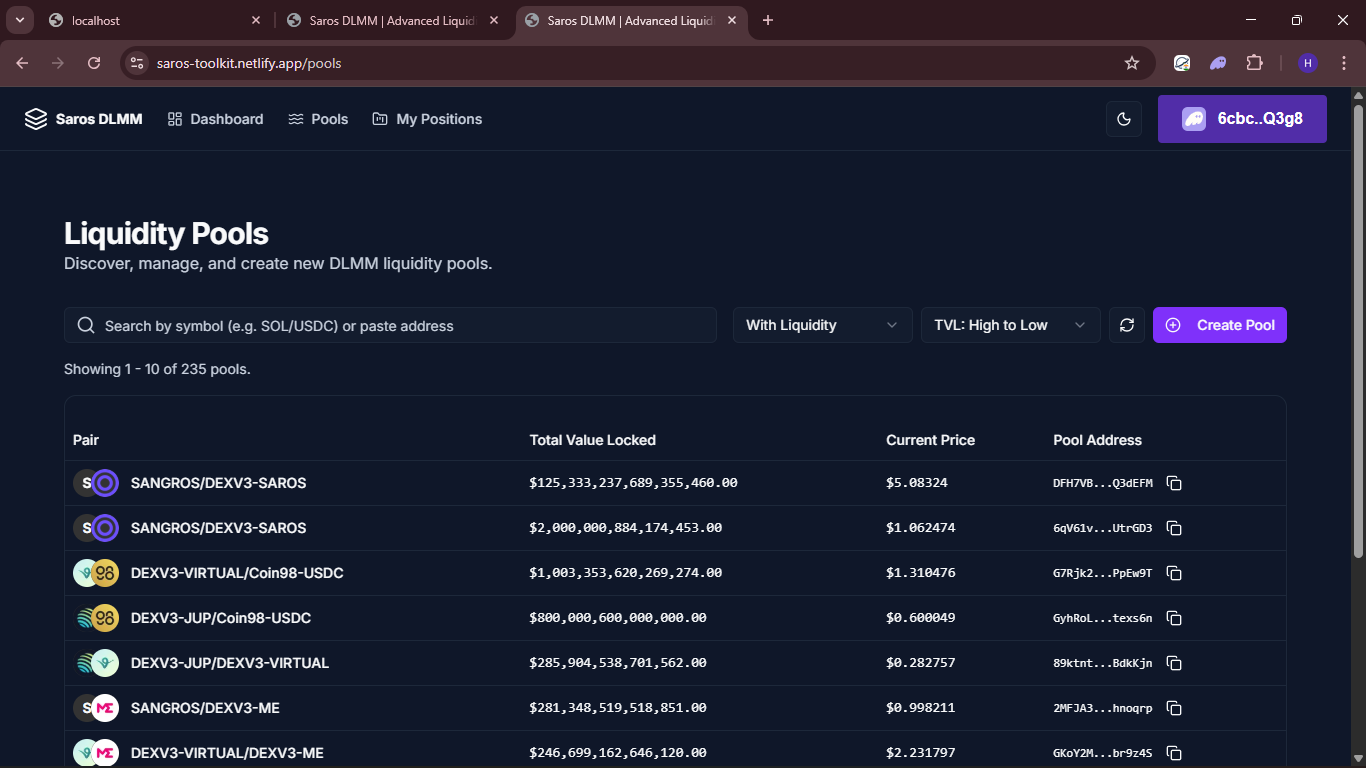 localhost
Saros DLMM | Advanced Liquid
Saros DLMM | Advanced Liquid
saros-toolkit.netlify.app/pools
H
Saros DLMM Dashboard Pools My Positions 6cbc..Q3g8
Liquidity Pools
Discover, manage, and create new DLMM liquidity pools.
Search by symbol (e.g. SOL/USDC) or paste address With Liquidity TVL: High to Low Create Pool
Showing 1 - 10 of 235 pools.
Pair Total Value Locked Current Price Pool Address
S SANGROS/DEXV3-SAROS $125,333,237,689,355,460.00 $5.08324 DFH7VB...Q3dEFM
S SANGROS/DEXV3-SAROS $2,000,000,884,174,453.00 $1.062474 6qV61v...UtrGD3
98 DEXV3-VIRTUAL/Coin98-USDC $1,003,353,620,269,274.00 $1.310476 G7Rjk2...PpEw9T
98 DEXV3-JUP/Coin98-USDC $800,000,600,000,000.00 $0.600049 GyhRoL...texs6n
DEXV3-JUP/DEXV3-VIRTUAL $285,904,538,701,562.00 $0.282757 89ktnt...BdkKjn
S ME SANGROS/DEXV3-ME $281,348,519,518,851.00 $0.998211 2MFJA3...hnoqrp
ME DEXV3-VIRTUAL/DEXV3-ME $246,699,162,646,120.00 $2.231797 GKoY2M...br9z4S